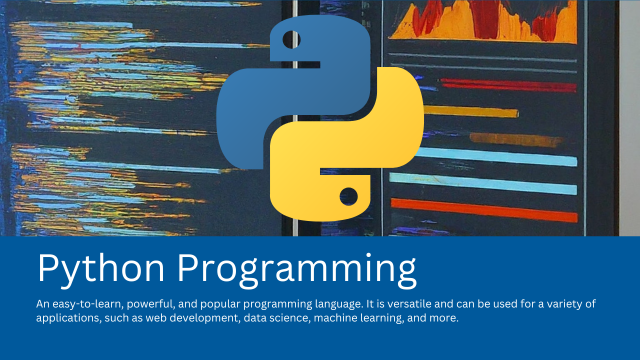 Python Programming
An easy-to-learn, powerful, and popular programming language. It is versatile and can be used for a variety of
applications, such as web development, data science, machine learning, and more.